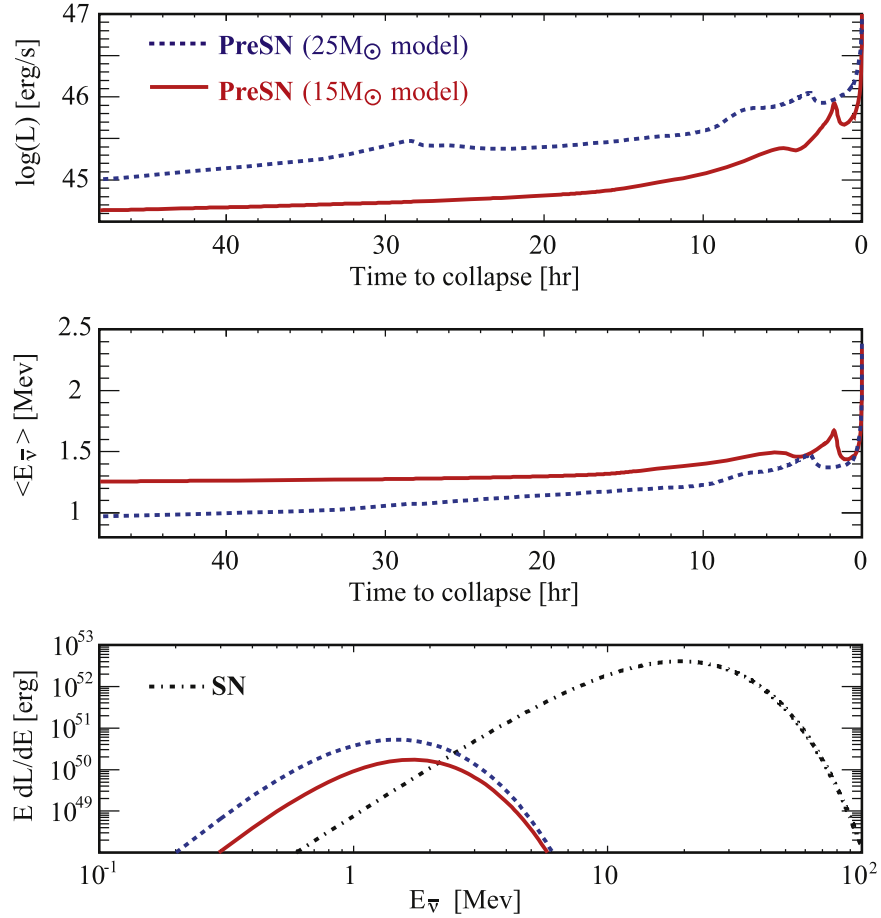 47
46
45
log(L) [erg/s]
PreSN (25M⊙ model)
PreSN (15M⊙ model)
40 30 20 10 0
Time to collapse [hr]
2.5
2
1.5
1
<E_ν̅> [Mev]
40 30 20 10 0
Time to collapse [hr]
10^53
10^52
10^51
10^50
10^49
E dL/dE [erg]
SN
10^-1 1 10 10^2
E_ν̅ [Mev]